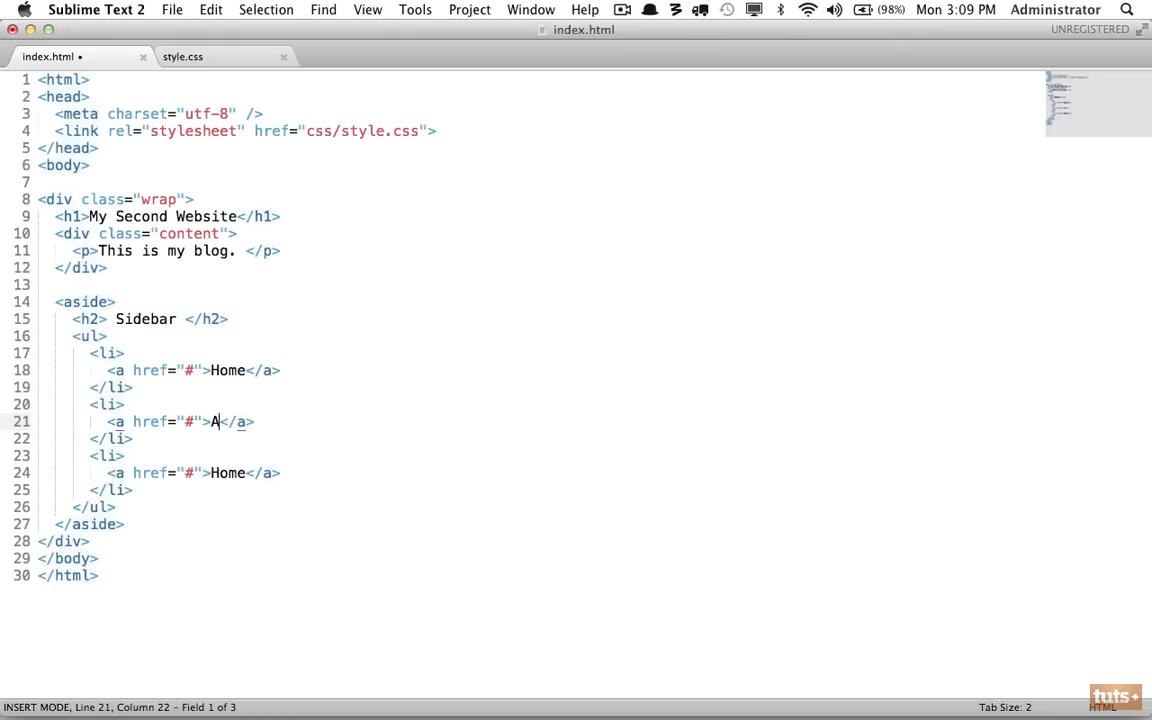 Sublime Text 2 File Edit Selection Find View Tools Project Window Help (98%) Mon 3:09 PM Administrator
index.html UNREGISTERED
index.html • style.css
1 <html>
2 <head>
3 <meta charset="utf-8" />
4 <link rel="stylesheet" href="css/style.css">
5 </head>
6 <body>
7
8 <div class="wrap">
9 <h1>My Second Website</h1>
10 <div class="content">
11 <p>This is my blog. </p>
12 </div>
13
14 <aside>
15 <h2> Sidebar </h2>
16 <ul>
17 <li>
18 <a href="#">Home</a>
19 </li>
20 <li>
21 <a href="#">A</a>
22 </li>
23 <li>
24 <a href="#">Home</a>
25 </li>
26 </ul>
27 </aside>
28 </div>
29 </body>
30 </html>
INSERT MODE, Line 21, Column 22 - Field 1 of 3 Tab Size: 2 HTML
tuts+